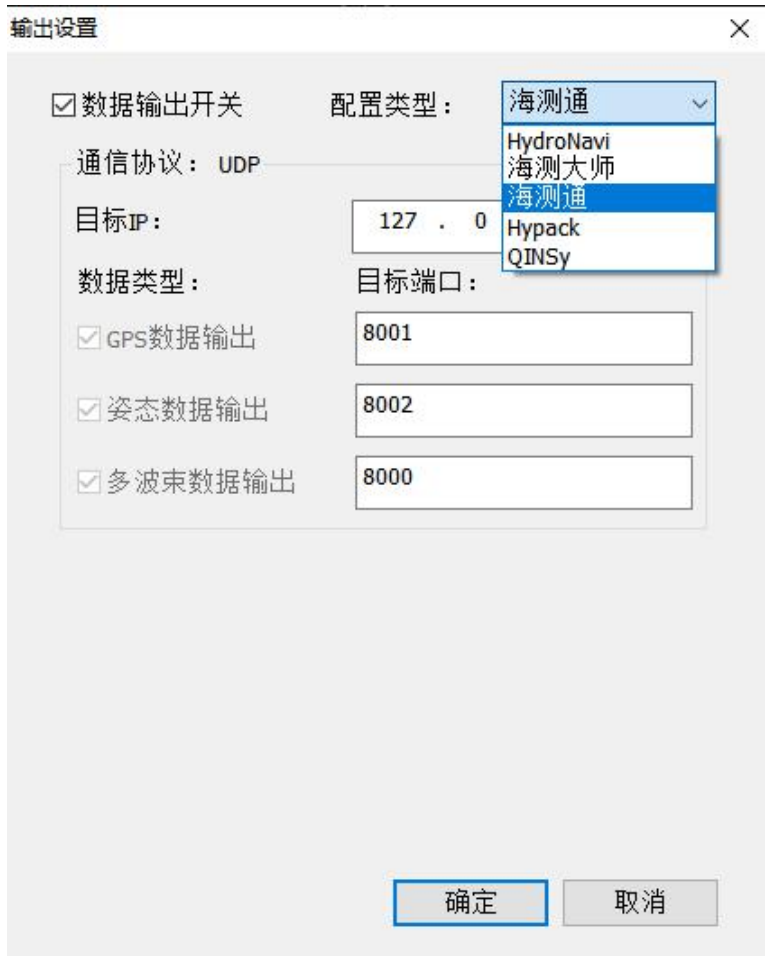 输出设置
数据输出开关 配置类型： 海测通
HydroNavi
海测大师
海测通
Hypack
QINSy
通信协议： UDP
目标IP： 127 . 0
数据类型： 目标端口：
GPS数据输出 8001
姿态数据输出 8002
多波束数据输出 8000
确定 取消